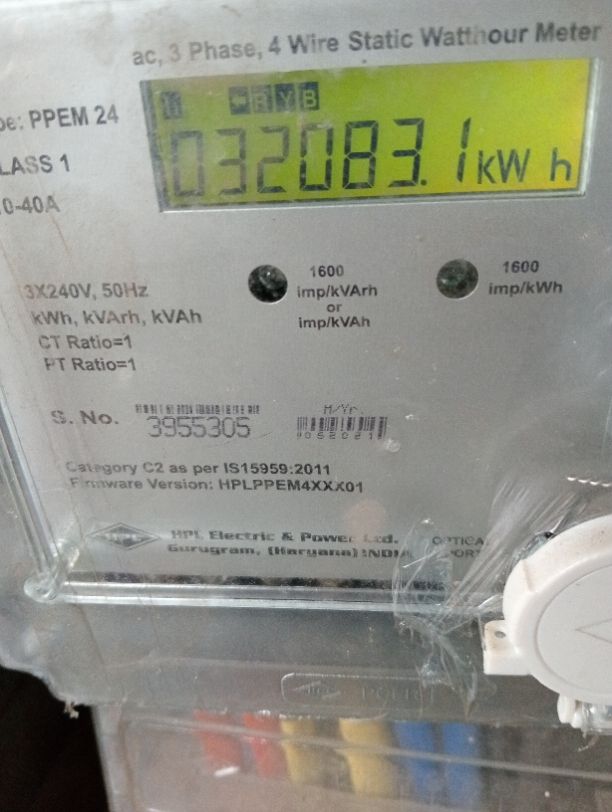 ac, 3 Phase, 4 Wire Static Watthour Meter
PPEM 24
R Y B
032083.1 kW h
LASS 1
0-40A
1600
imp/kVArh
or
imp/kVAh
1600
imp/kWh
3X240V, 50Hz
kWh, kVArh, kVAh
CT Ratio=1
PT Ratio=1
S. No.
3955305
M/Yr.
Category C2 as per IS15959:2011
Firmware Version: HPLPPEM4XXX01
HPL Electric & Power Ltd.
Gurugram, (Haryana) INDIA
OPTICA
PORT